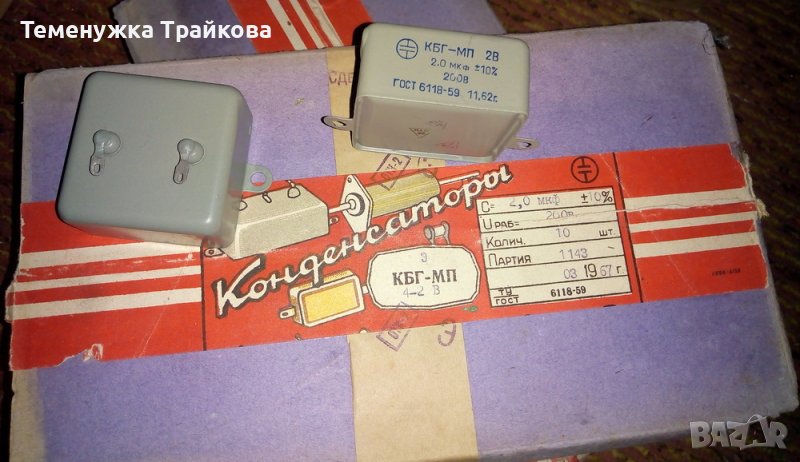 Теменужка Трайкова
КБГ-МП 2В
2.0 мкф ±10%
200В
ГОСТ 6118-59 11.62г.
Конденсаторы
Э
КБГ-МП
4-2 В
C= 2,0 мкф ±10%
Uраб= 200в.
Колич. 10 шт.
Партия 1143
03 1967 г
ТУ
ГОСТ 6118-59
BAZAR